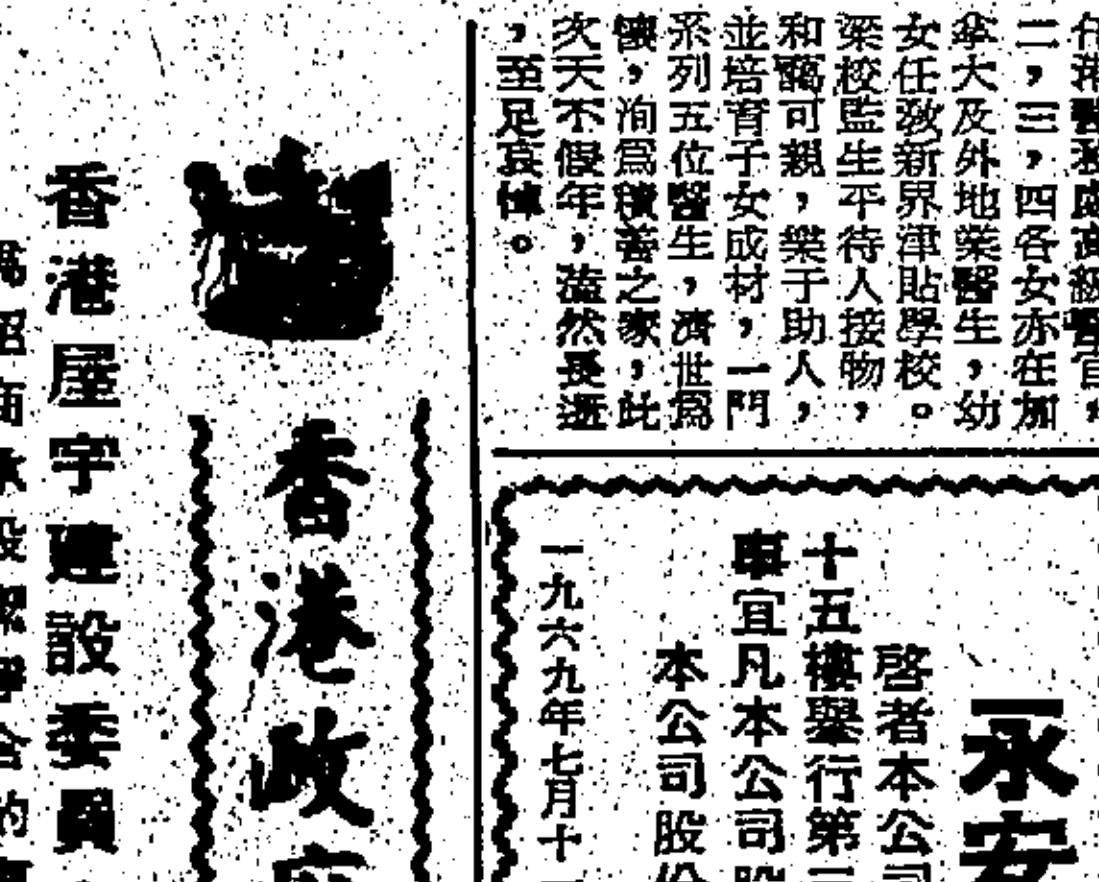 二，三，四各女亦在加
拿大及外地業醫生，幼
女任教新界津貼學校。
梁校監生平待人接物，
和藹可親，樂于助人，
並培育子女成材，一門
系列五位醫生，濟世爲
懷，洵爲積善之家，此
次天不假年，溘然長逝
，至足哀悼。
永安
啓者本公司
十五樓舉行第二
事宜凡本公司股
本公司股份
一九六九年七月十
香港政府
香港屋宇建設委員